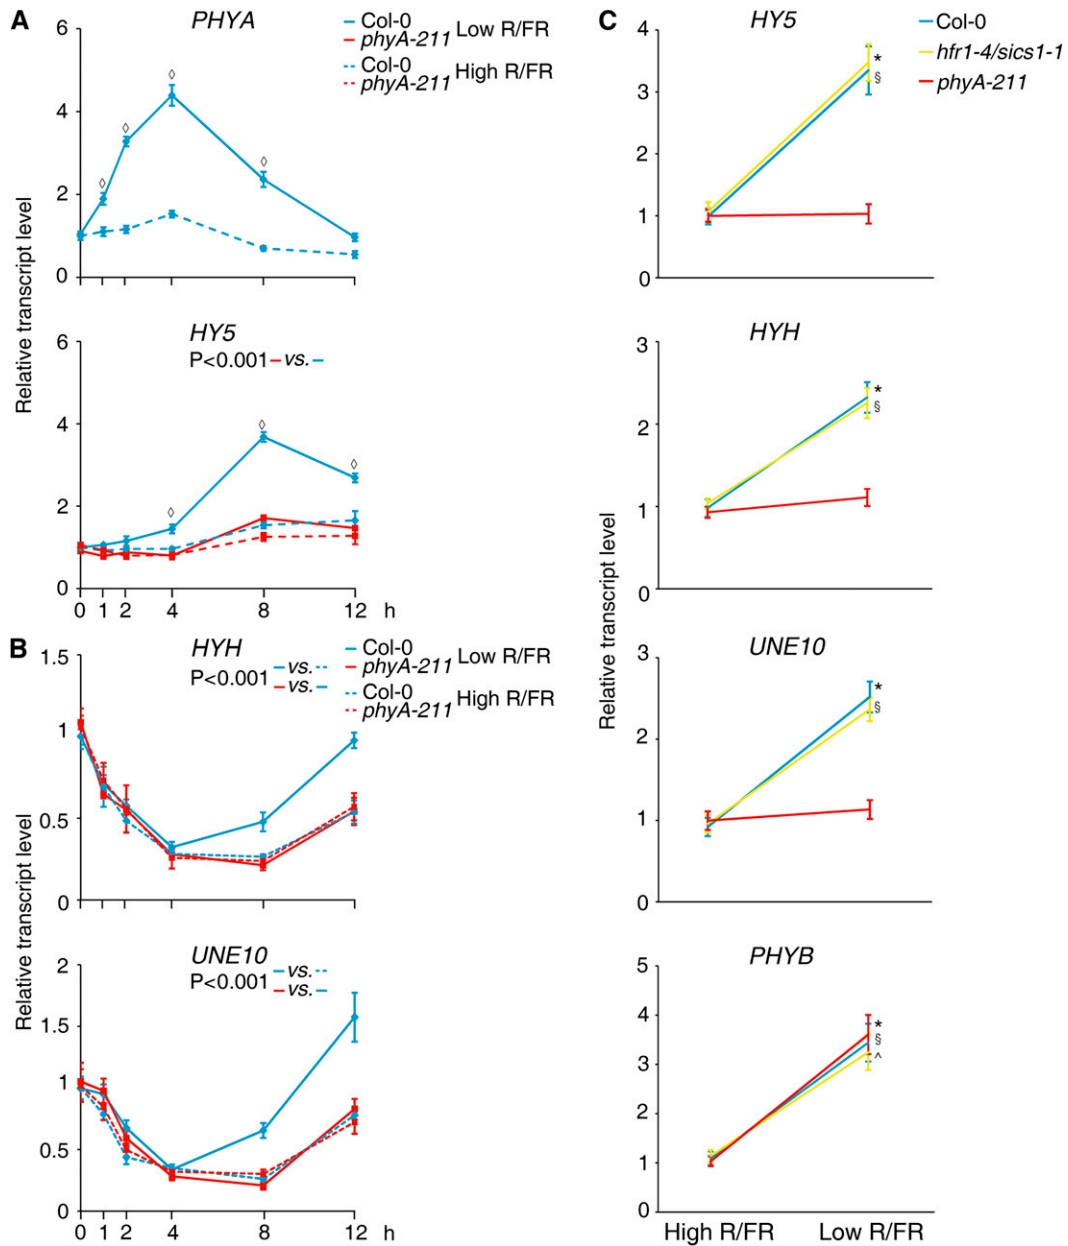 A
PHYA
Col-0
phyA-211
Low R/FR
Col-0
phyA-211
High R/FR
6
4
2
0
◊ ◊ ◊ ◊
HY5
P<0.001 vs.
6
4
2
0
◊ ◊ ◊
0 1 2 4 8 12 h
Relative transcript level
B
HYH
P<0.001 vs.
vs.
Col-0
phyA-211
Low R/FR
Col-0
phyA-211
High R/FR
1.5
1
0.5
0
UNE10
P<0.001 vs.
vs.
2
1.5
1
0.5
0
0 1 2 4 8 12 h
Relative transcript level
C
HY5
Col-0
hfr1-4/sics1-1
phyA-211
4
3
2
1
0
*
§
HYH
3
2
1
0
*
§
Relative transcript level
UNE10
3
2
1
0
*
§
PHYB
5
4
3
2
1
0
*
§
^
High R/FR Low R/FR